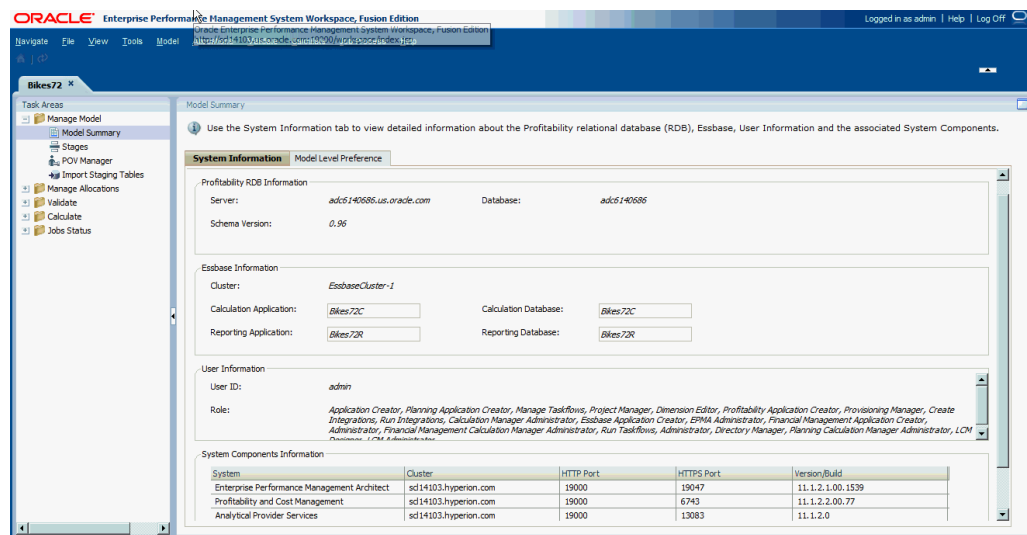 ORACLE Enterprise Performance Management System Workspace, Fusion Edition
Logged in as admin | Help | Log Off
Oracle Enterprise Performance Management System Workspace, Fusion Edition
Navigate File View Tools Model
Bikes72
Task Areas
Manage Model
Model Summary
Stages
POV Manager
Import Staging Tables
Manage Allocations
Validate
Calculate
Jobs Status
Model Summary
Use the System Information tab to view detailed information about the Profitability relational database (RDB), Essbase, User Information and the associated System Components.
System Information Model Level Preference
Profitability RDB Information
Server: adc6140686.us.oracle.com Database: adc6140686
Schema Version: 0.96
Essbase Information
Cluster: EssbaseCluster-1
Calculation Application: Bikes72C Calculation Database: Bikes72C
Reporting Application: Bikes72R Reporting Database: Bikes72R
User Information
User ID: admin
Role: Application Creator, Planning Application Creator, Manage Taskflows, Project Manager, Dimension Editor, Profitability Application Creator, Provisioning Manager, Create
Integrations, Run Integrations, Calculation Manager Administrator, Essbase Application Creator, EPMA Administrator, Financial Management Application Creator,
Administrator, Financial Management Calculation Manager Administrator, Run Taskflows, Administrator, Directory Manager, Planning Calculation Manager Administrator, LCM
Designer, LCM Administrator
System Components Information
System Cluster HTTP Port HTTPS Port Version/Build
Enterprise Performance Management Architect scl14103.hyperion.com 19000 19047 11.1.2.1.00.1539
Profitability and Cost Management scl14103.hyperion.com 19000 6743 11.1.2.2.00.77
Analytical Provider Services scl14103.hyperion.com 19000 13083 11.1.2.0